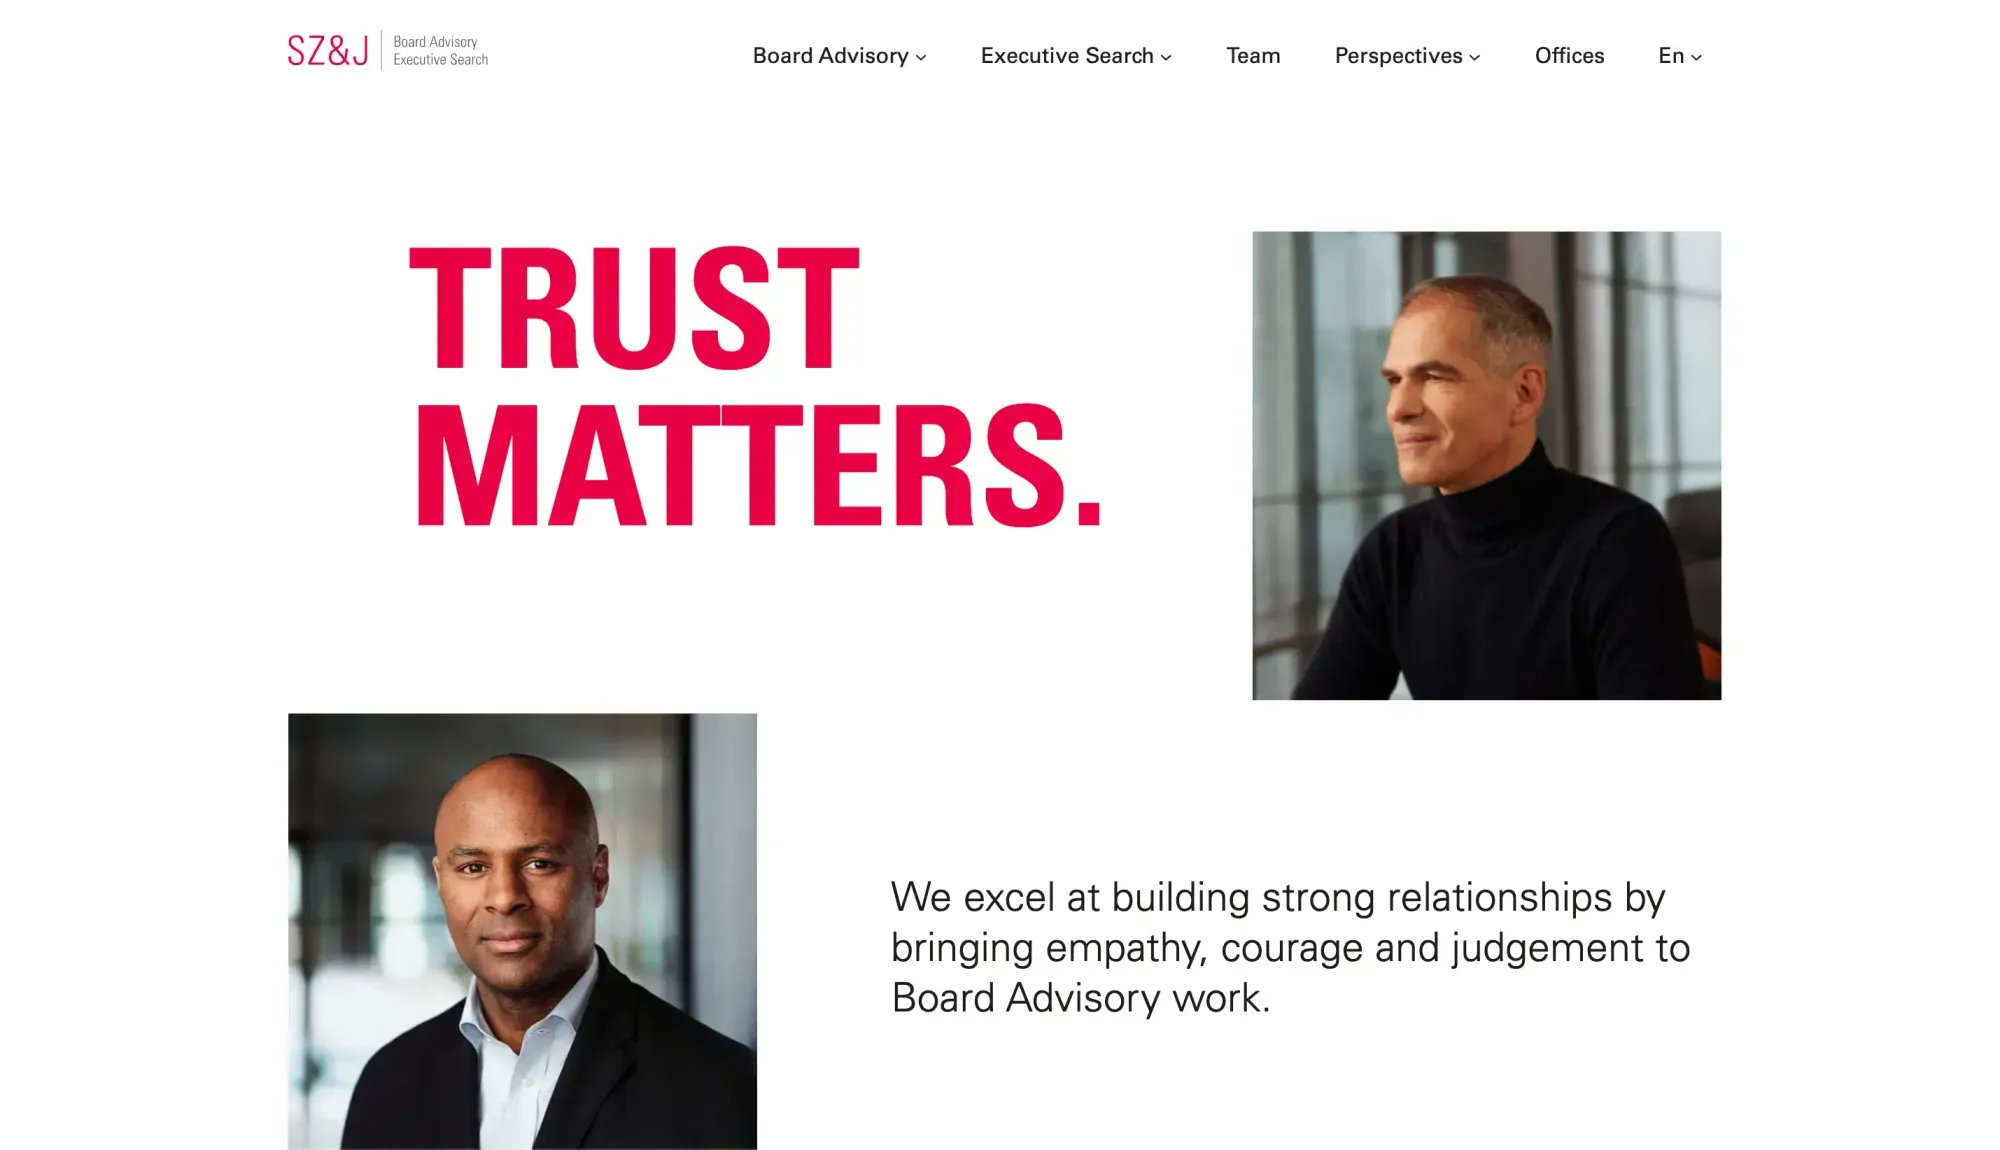 SZ&J
Board Advisory
Executive Search
Board Advisory
Executive Search
Team
Perspectives
Offices
En
TRUST
MATTERS.
We excel at building strong relationships by
bringing empathy, courage and judgement to
Board Advisory work.